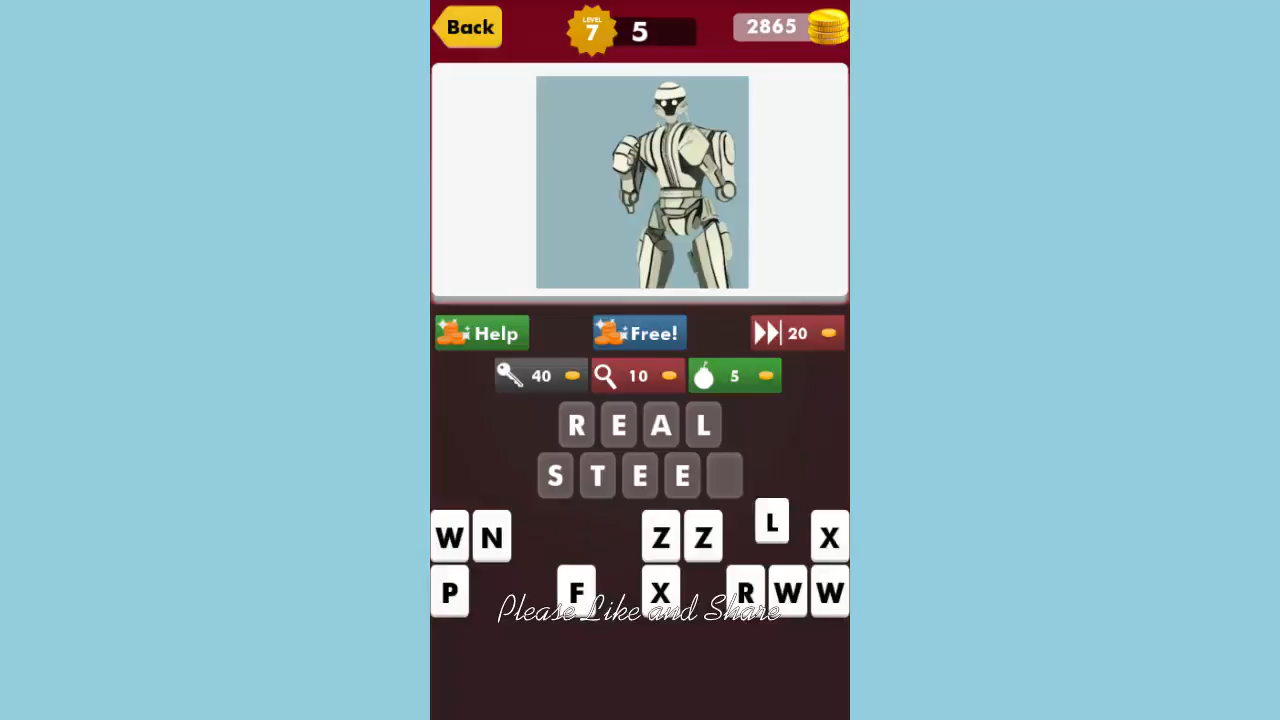 Back
LEVEL
7
5
2865
Help
Free!
20
40
10
5
R E A L
S T E E
W N Z Z L X
P F X R W W
Please Like and Share